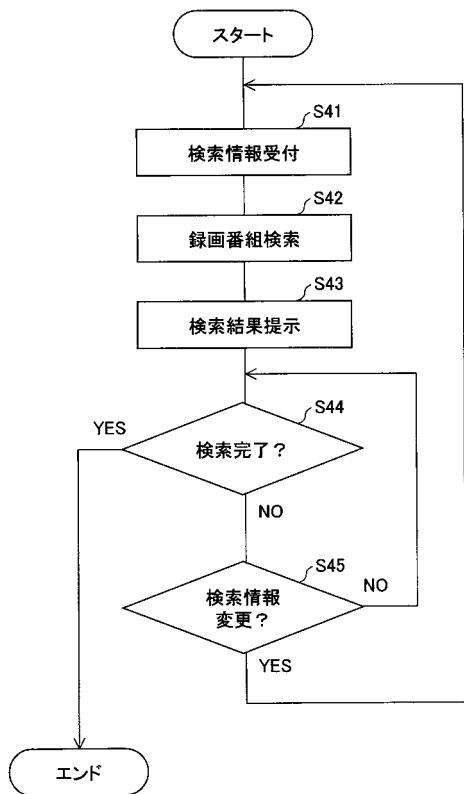 スタート
S41
検索情報受付
S42
録画番組検索
S43
検索結果提示
S44
YES
検索完了？
NO
S45
検索情報
変更？
NO
YES
エンド